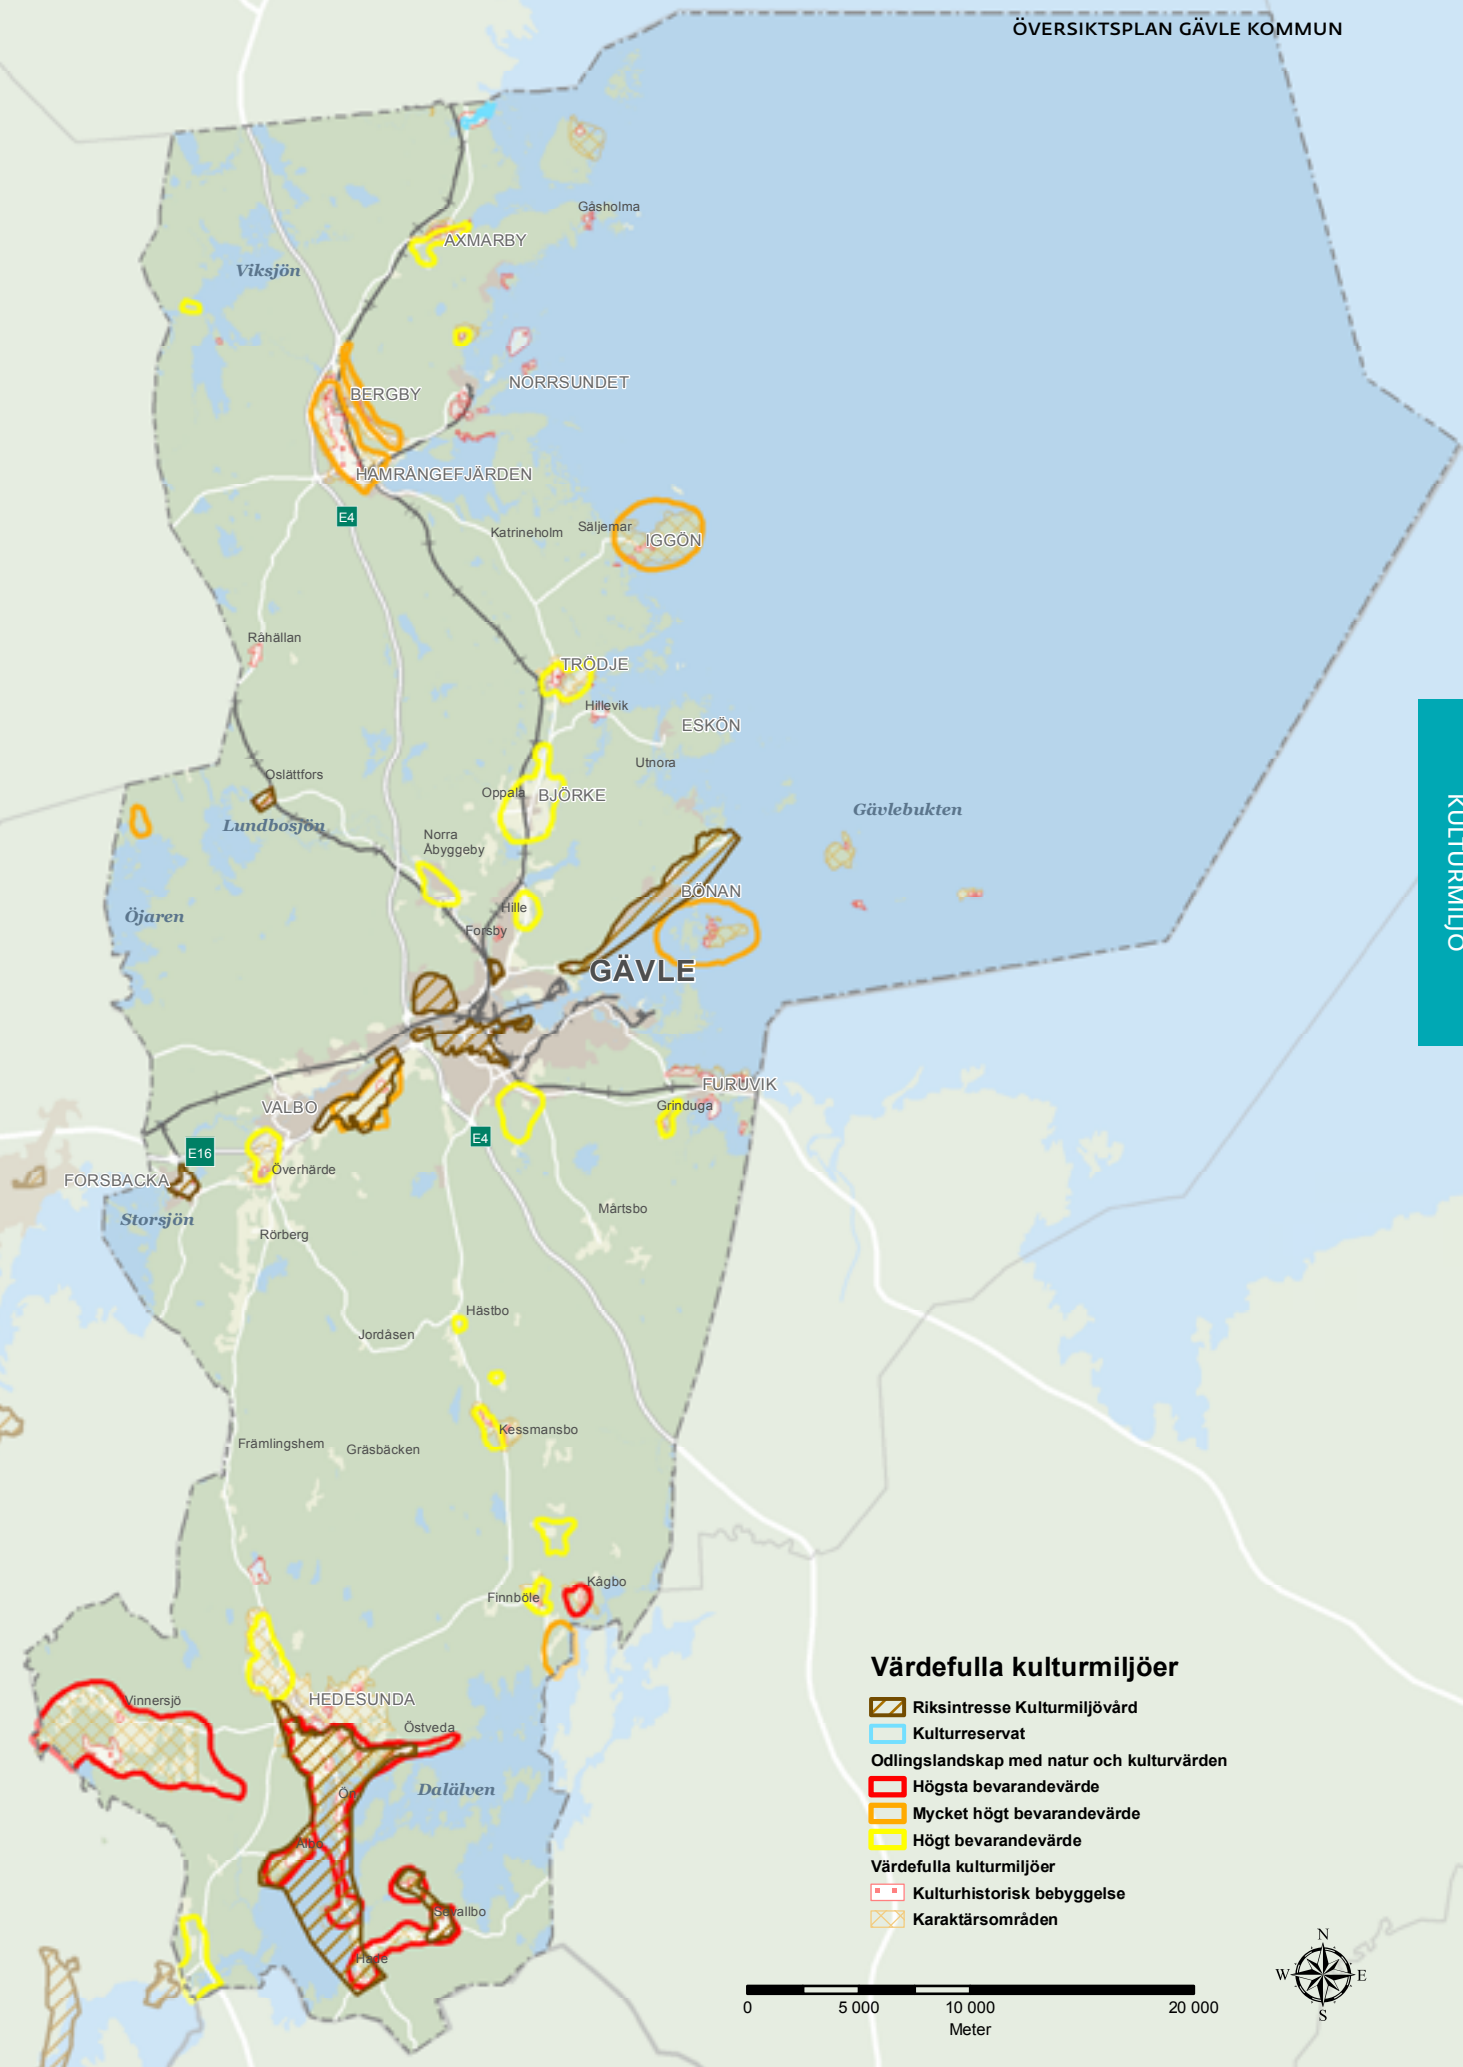 ÖVERSIKTSPLAN GÄVLE KOMMUN
Gåsholma
AXMARBY
Viksjön
NORRSUNDET
BERGBY
HAMRÅNGEFJÄRDEN
E4
Katrineholm
Säljemar
IGGÖN
Råhällan
TRÖDJE
Hillevik
ESKÖN
Utnora
Oslättfors
Oppala
BJÖRKE
Gävlebukten
Lundbosjön
Norra
Åbyggeby
KULTURMILJÖ
BÖNAN
Hille
Öjaren
Forsby
GÄVLE
FURUVIK
VALBO
Grinduga
E4
E16
Överhärde
FORSBACKA
Mårtsbo
Storsjön
Rörberg
Hästbo
Jordåsen
Kessmansbo
Främlingshem
Gräsbäcken
Kågbo
Finnböle
Vinnersjö
HEDESUNDA
Östveda
Dalälven
Hade
Värdefulla kulturmiljöer
Riksintresse Kulturmiljövård
Kulturreservat
Odlingslandskap med natur och kulturvärden
Högsta bevarandevärde
Mycket högt bevarandevärde
Högt bevarandevärde
Värdefulla kulturmiljöer
Kulturhistorisk bebyggelse
Karaktärsområden
N
W
E
S
0
5 000
10 000
20 000
Meter